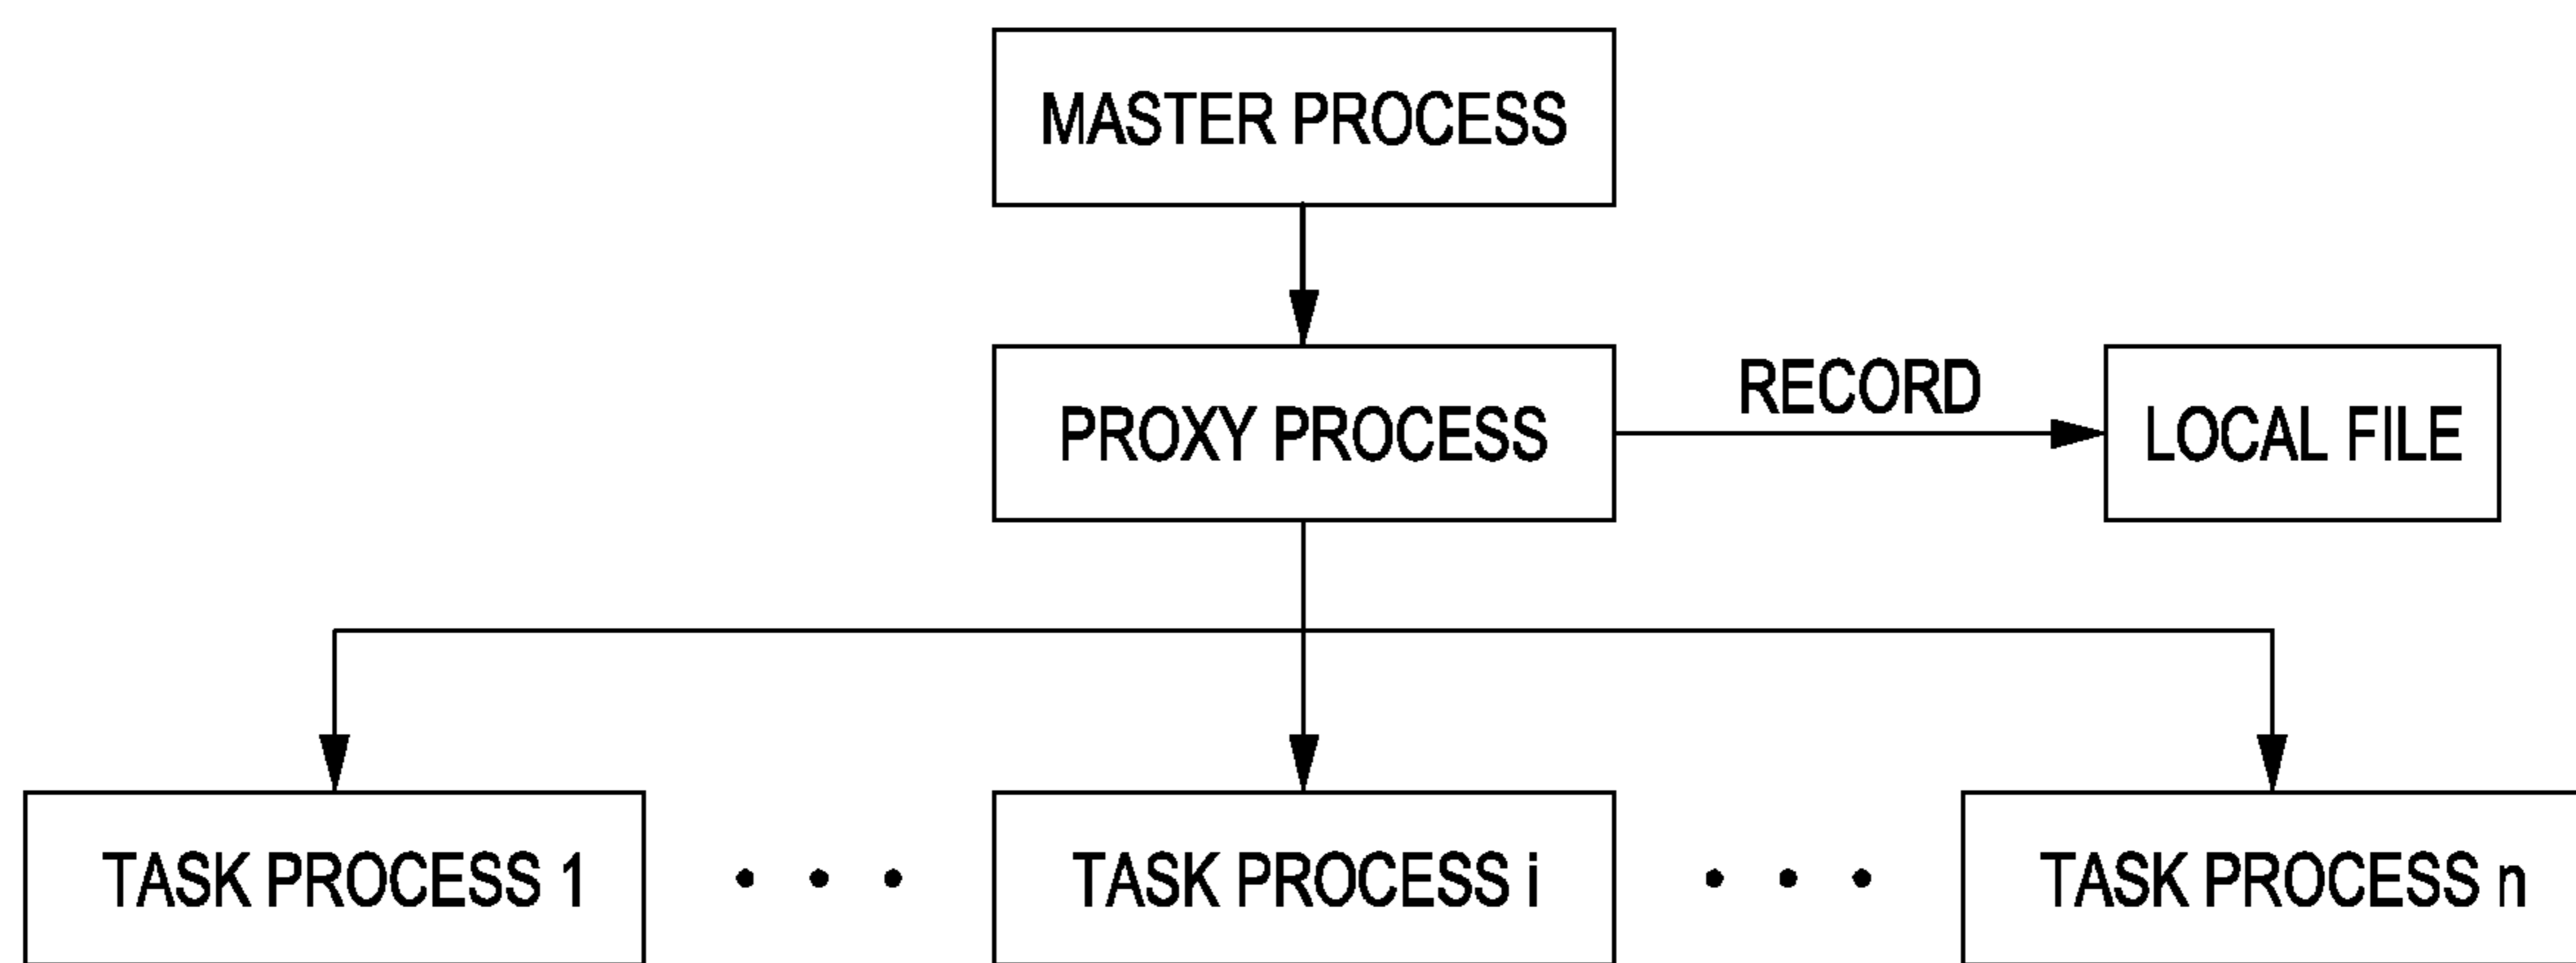 MASTER PROCESS
PROXY PROCESS
RECORD
LOCAL FILE
TASK PROCESS 1
TASK PROCESS i
TASK PROCESS n